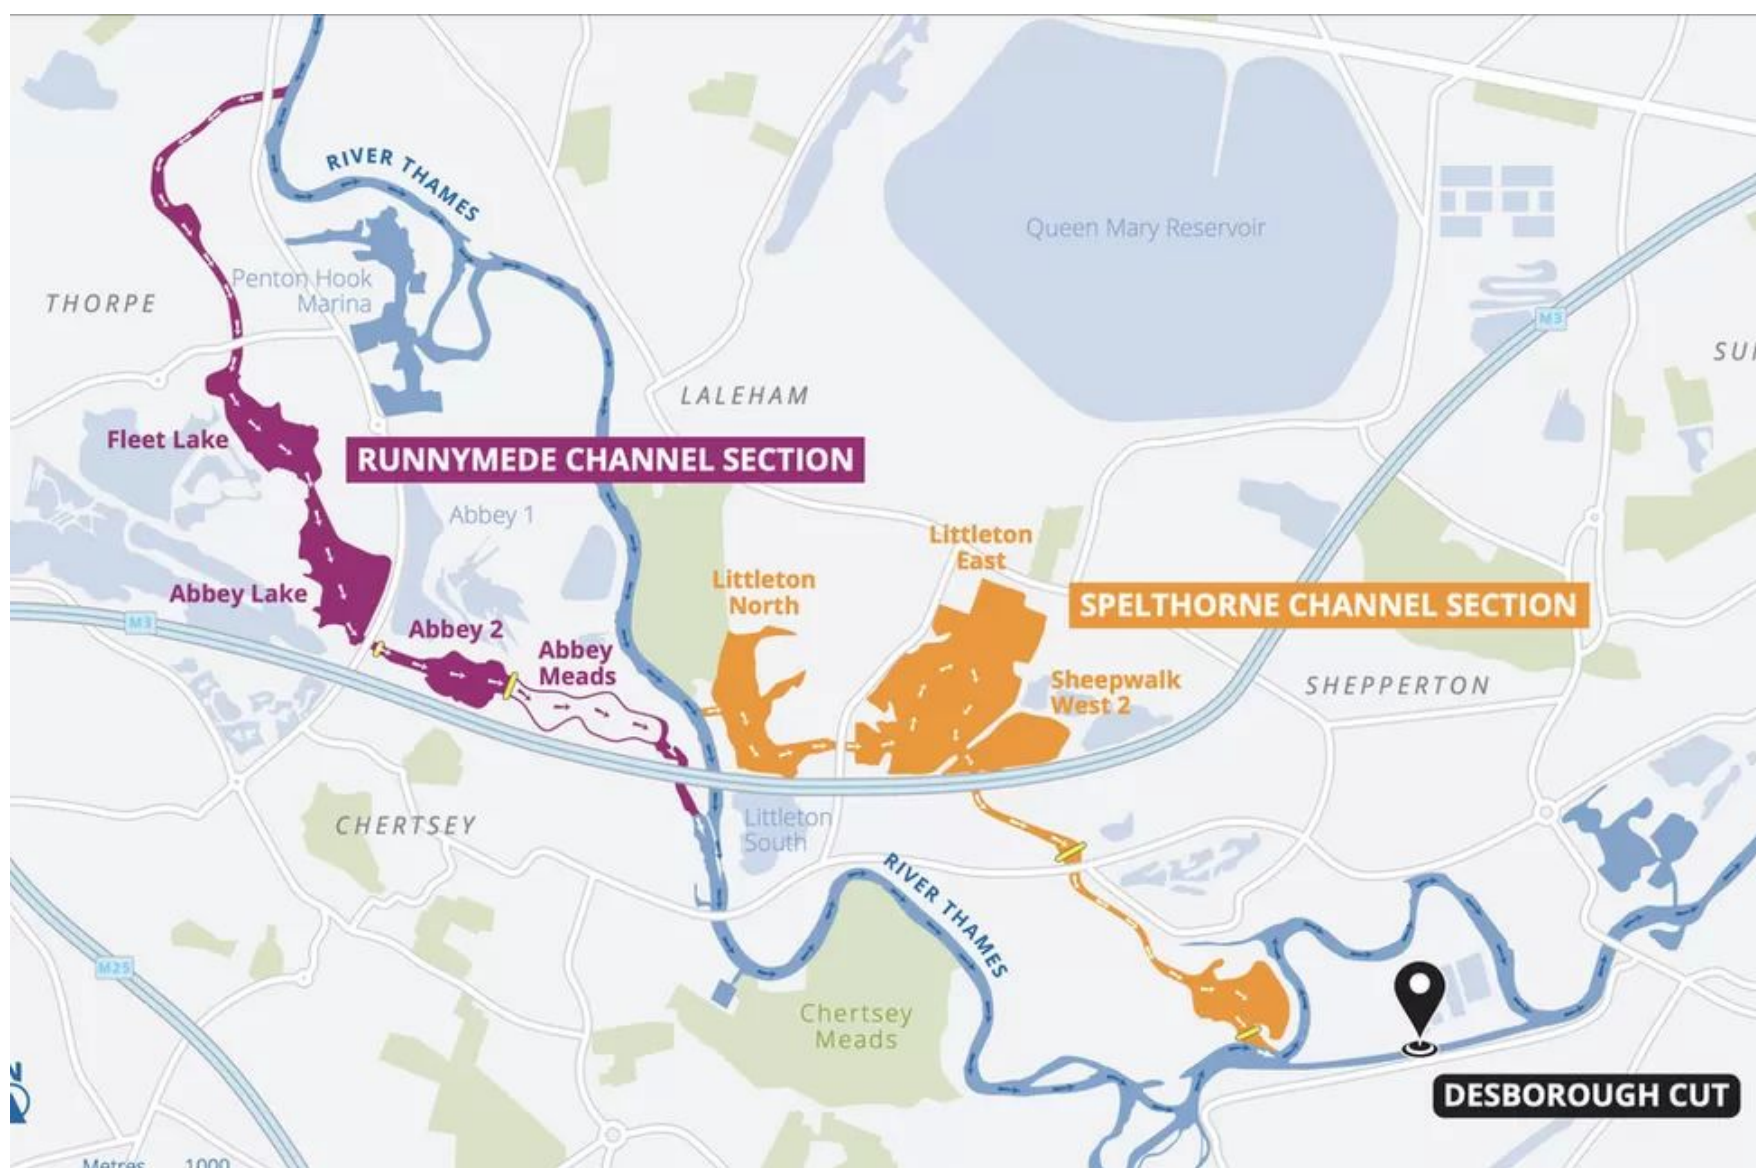 RIVER THAMES
Queen Mary Reservoir
Penton Hook
Marina
THORPE
M3
LALEHAM
Fleet Lake
RUNNYMEDE CHANNEL SECTION
Abbey 1
Littleton
East
Littleton
North
Abbey Lake
SPELTHORNE CHANNEL SECTION
M3
Abbey 2
Abbey
Meads
Sheepwalk
West 2
SHEPPERTON
CHERTSEY
Littleton
South
RIVER THAMES
M25
Chertsey
Meads
DESBOROUGH CUT
Metres 1000